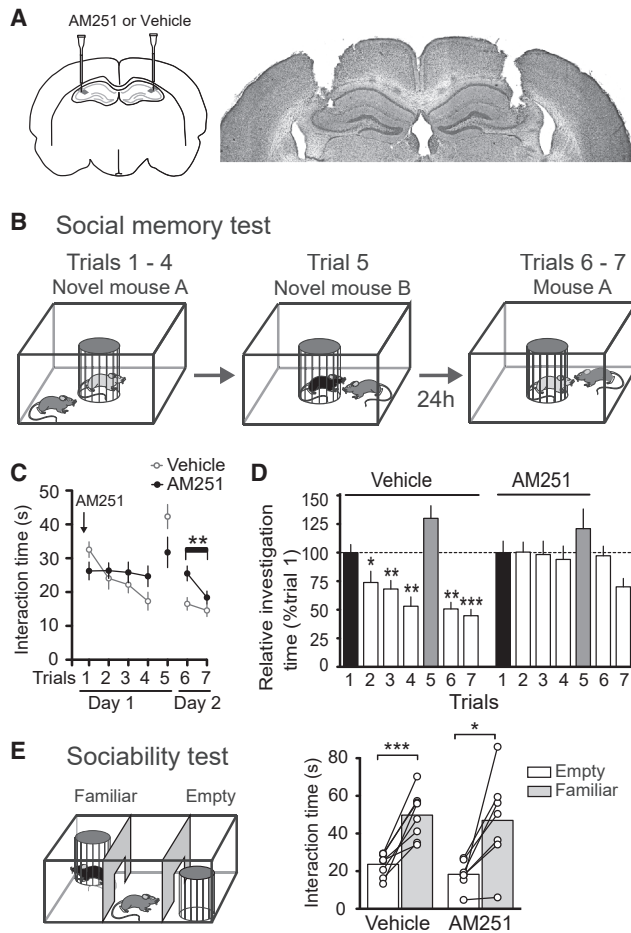 A
AM251 or Vehicle
B Social memory test
Trials 1 - 4
Novel mouse A
Trial 5
Novel mouse B
24h
Trials 6 - 7
Mouse A
C
Vehicle
AM251
AM251
**
Interaction time (s)
50
40
30
20
10
0
Trials 1 2 3 4 5 6 7
Day 1 Day 2
D
Vehicle AM251
Relative investigation
time (%trial 1)
150
125
100
75
50
25
0
* ** ** ** ***
1 2 3 4 5 6 7 1 2 3 4 5 6 7
Trials
E Sociability test
Familiar Empty
Interaction time (s)
80
60
40
20
0
*** *
Empty
Familiar
Vehicle AM251